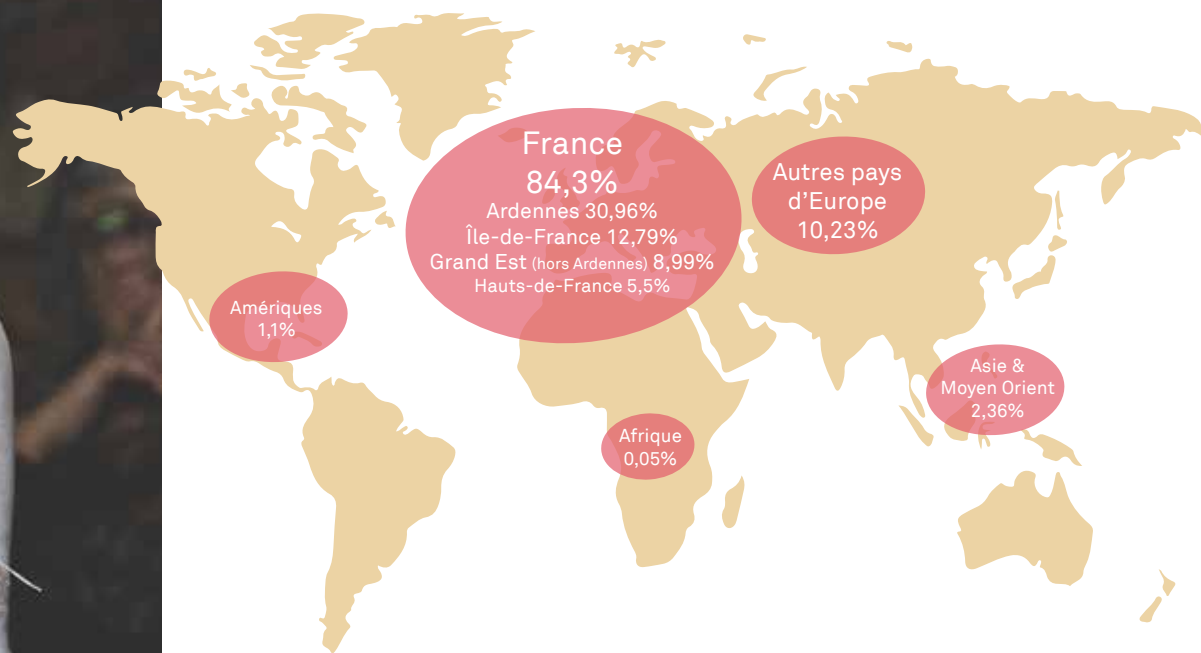 France
84,3%
Ardennes 30,96%
Île-de-France 12,79%
Grand Est (hors Ardennes) 8,99%
Hauts-de-France 5,5%
Autres pays
d’Europe
10,23%
Amériques
1,1%
Asie &
Moyen Orient
2,36%
Afrique
0,05%